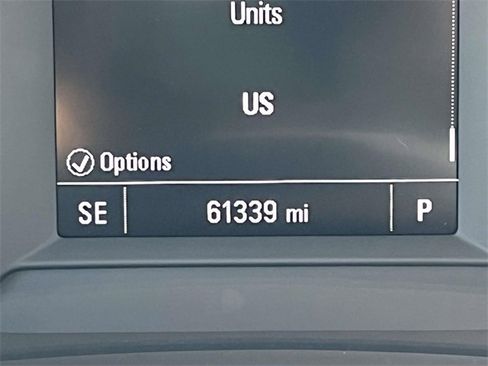 Units
US
Options
SE 61339 mi P